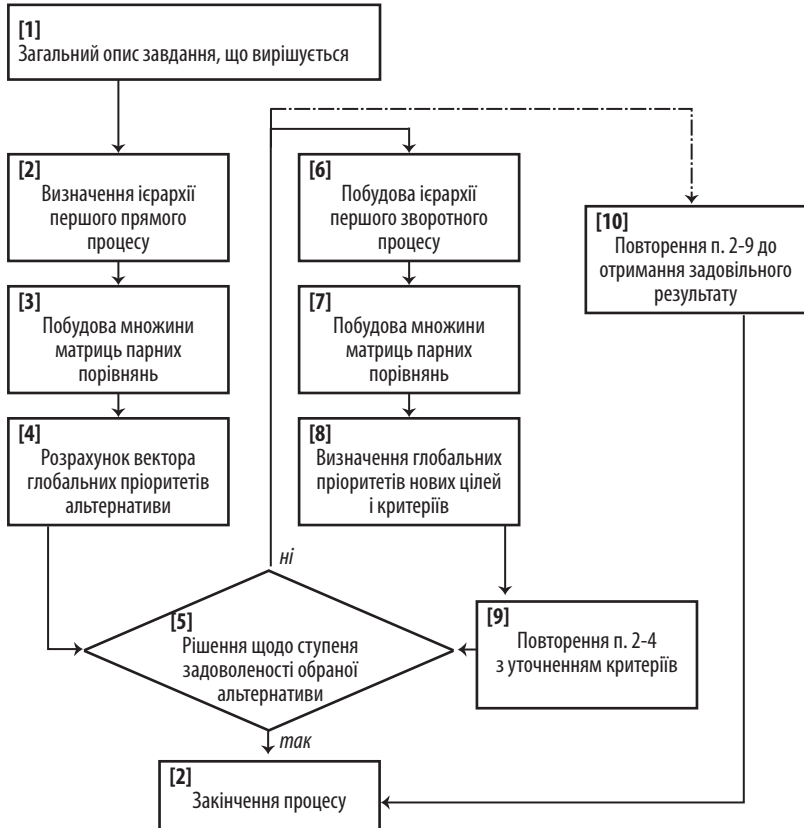 [1]
Загальний опис завдання, що вирішується
[2]
Визначення ієрархії
першого прямого
процесу
[3]
Побудова множини
матриць парних
порівнянь
[4]
Розрахунок вектора
глобальних пріоритетів
альтернативи
[5]
Рішення щодо ступеня
задоволеності обраної
альтернативи
ні
так
[6]
Побудова ієрархії
першого зворотного
процесу
[7]
Побудова множини
матриць парних
порівнянь
[8]
Визначення глобальних
пріоритетів нових цілей
і критеріїв
[9]
Повторення п. 2-4
з уточненням критеріїв
[10]
Повторення п. 2-9 до
отримання задовільного
результату
[2]
Закінчення процесу